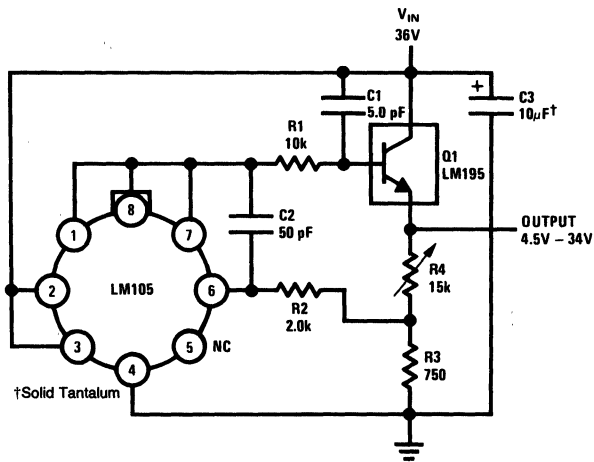 V_IN
36V
C1
5.0 pF
+
C3
10µF†
R1
10k
Q1
LM195
8
1
7
C2
50 pF
OUTPUT
4.5V – 34V
LM105
2
6
R4
15k
R2
2.0k
3
5
NC
4
R3
750
†Solid Tantalum